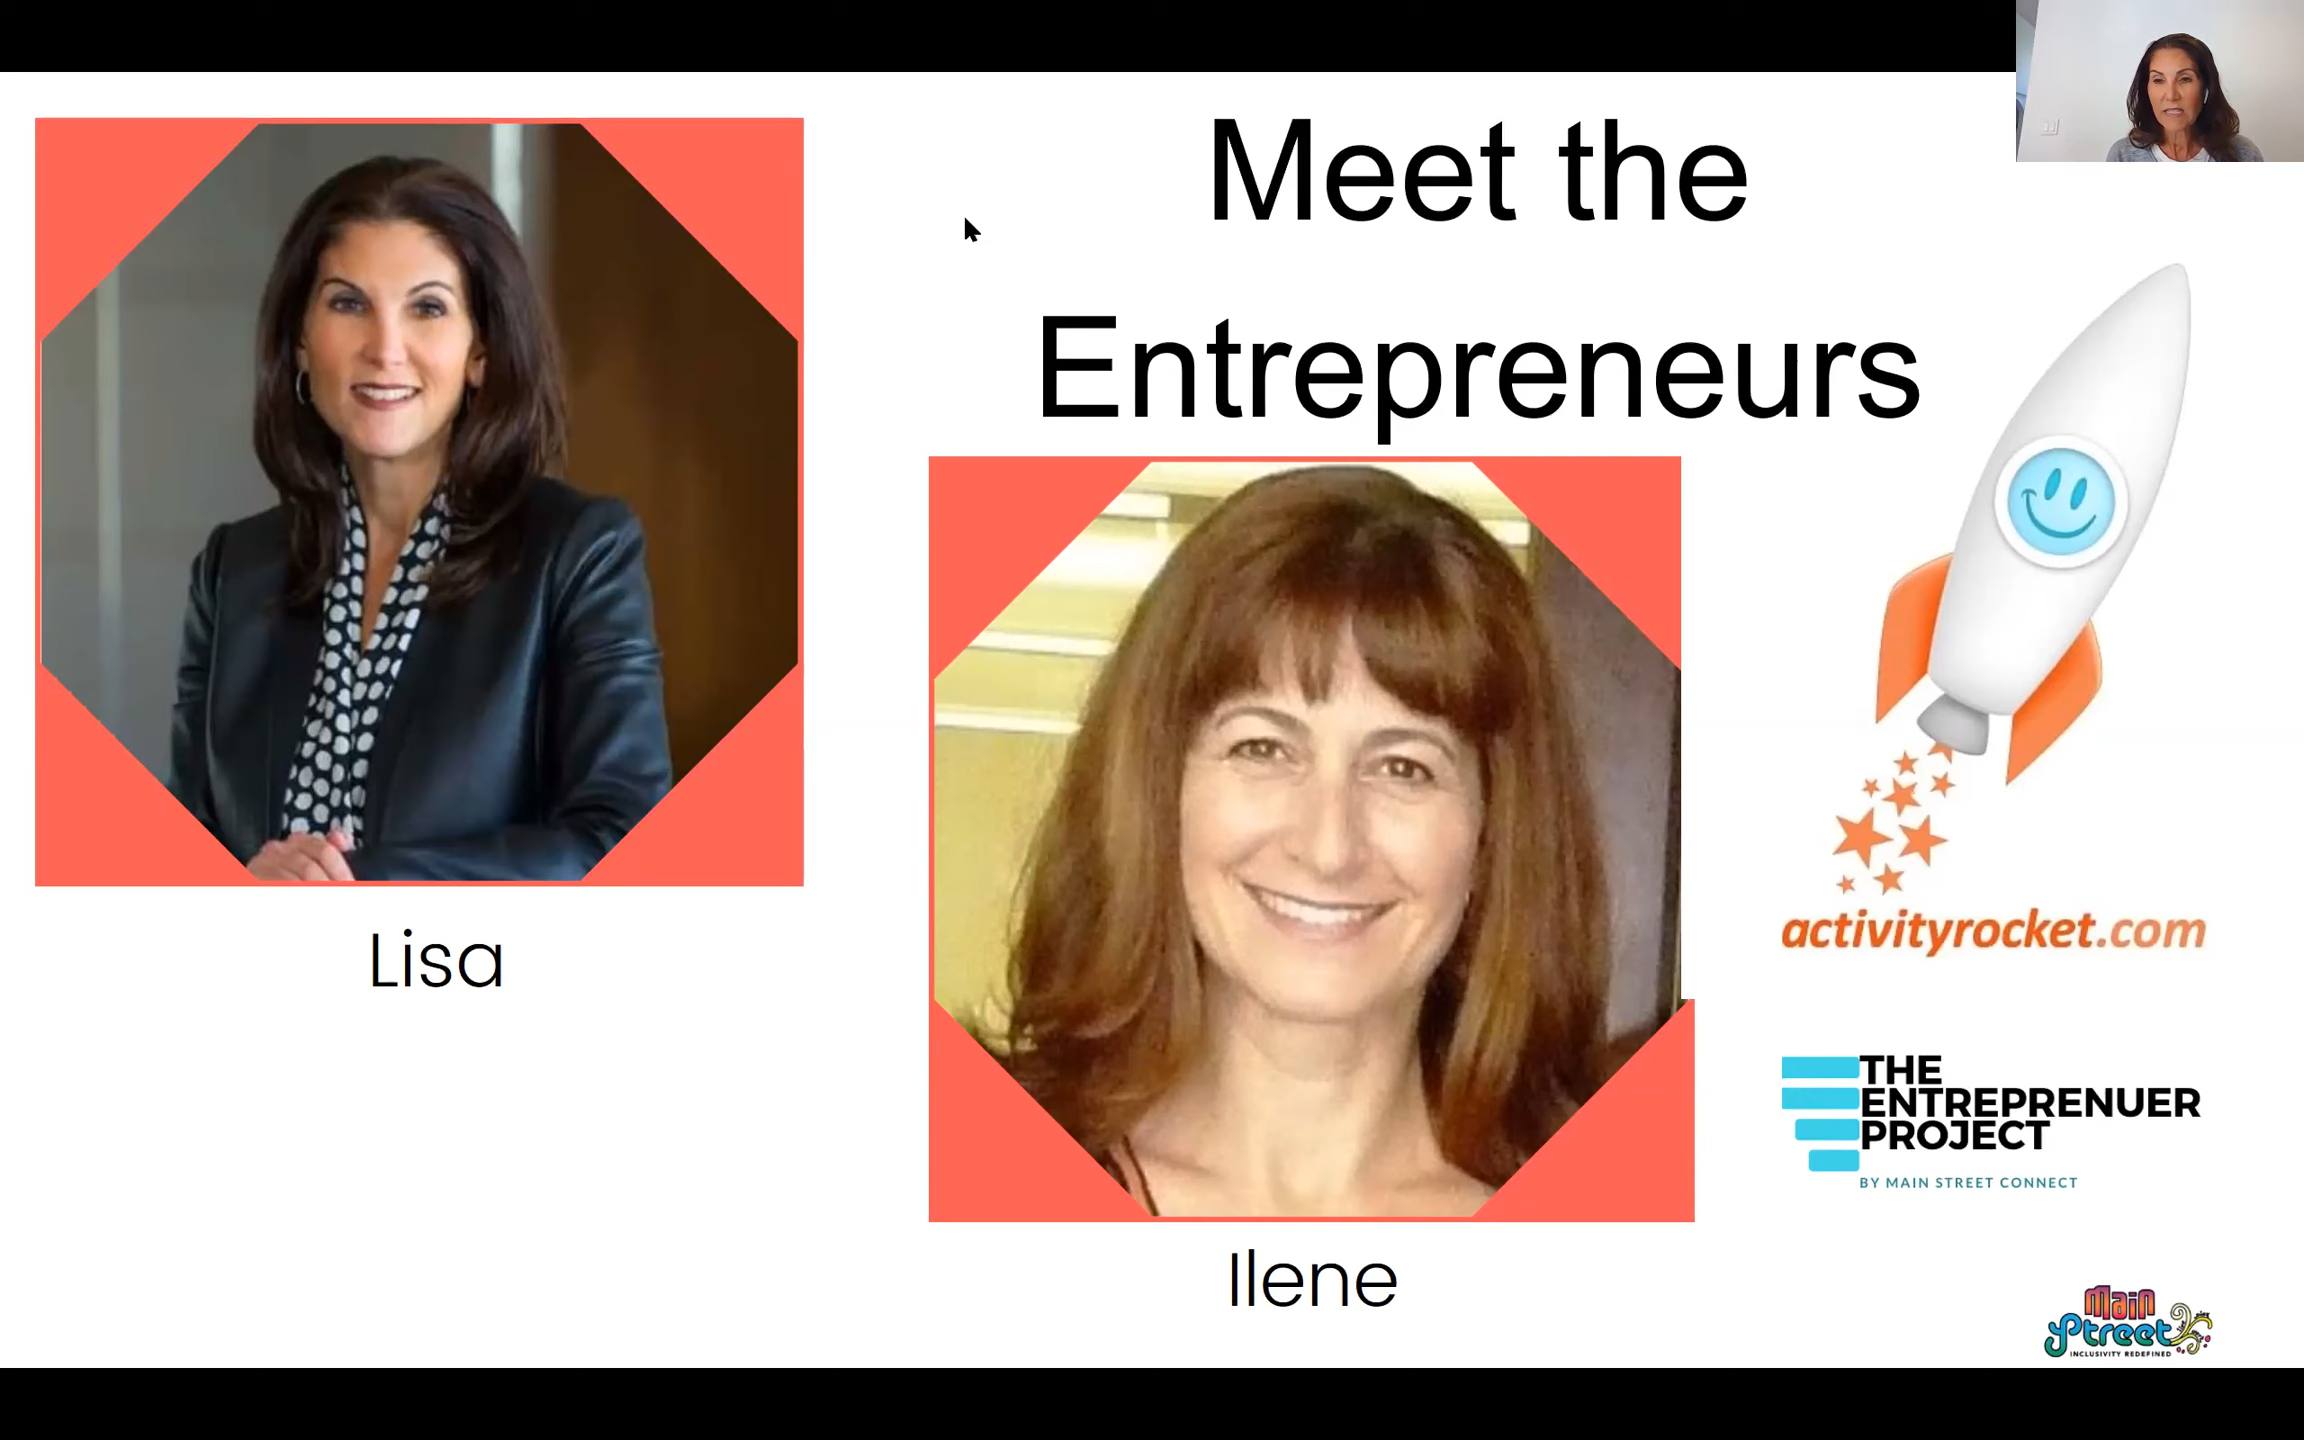 Meet the
Entrepreneurs
Lisa
Ilene
activityrocket.com
THE
ENTREPRENUER
PROJECT
BY MAIN STREET CONNECT
Main
Street
INCLUSIVITY REDEFINED